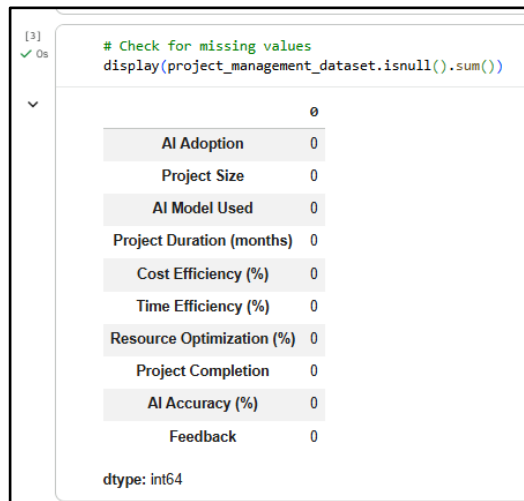 [3]
✓ 0s
# Check for missing values
display(project_management_dataset.isnull().sum())
0
AI Adoption 0
Project Size 0
AI Model Used 0
Project Duration (months) 0
Cost Efficiency (%) 0
Time Efficiency (%) 0
Resource Optimization (%) 0
Project Completion 0
AI Accuracy (%) 0
Feedback 0
dtype: int64